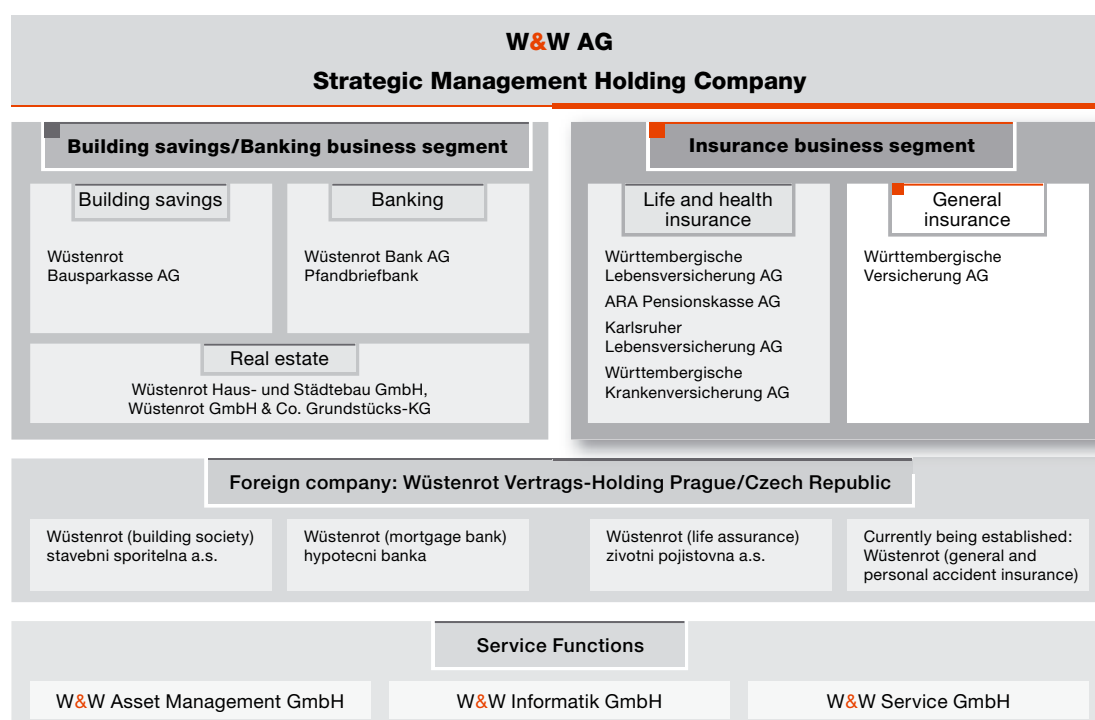 W&W AG
Strategic Management Holding Company
Building savings/Banking business segment
Building savings
Wüstenrot
Bausparkasse AG
Banking
Wüstenrot Bank AG
Pfandbriefbank
Real estate
Wüstenrot Haus- und Städtebau GmbH,
Wüstenrot GmbH & Co. Grundstücks-KG
Insurance business segment
Life and health
insurance
Württembergische
Lebensversicherung AG
ARA Pensionskasse AG
Karlsruher
Lebensversicherung AG
Württembergische
Krankenversicherung AG
General
insurance
Württembergische
Versicherung AG
Foreign company: Wüstenrot Vertrags-Holding Prague/Czech Republic
Wüstenrot (building society)
stavebni sporitelna a.s.
Wüstenrot (mortgage bank)
hypotecni banka
Wüstenrot (life assurance)
zivotni pojistovna a.s.
Currently being established:
Wüstenrot (general and
personal accident insurance)
Service Functions
W&W Asset Management GmbH
W&W Informatik GmbH
W&W Service GmbH